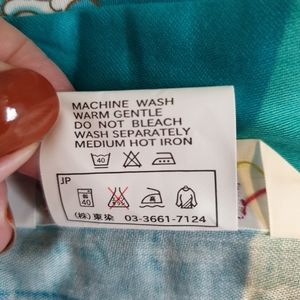 MACHINE WASH
WARM GENTLE
DO NOT BLEACH
WASH SEPARATELY
MEDIUM HOT IRON
40
JP
40
(株)東染 03-3661-7124